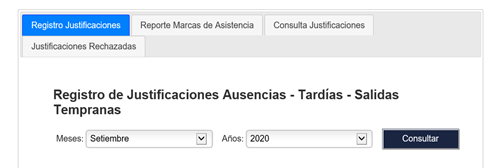 Registro Justificaciones Reporte Marcas de Asistencia Consulta Justificaciones
Justificaciones Rechazadas
Registro de Justificaciones Ausencias - Tardías - Salidas
Tempranas
Meses: Setiembre Años: 2020 Consultar